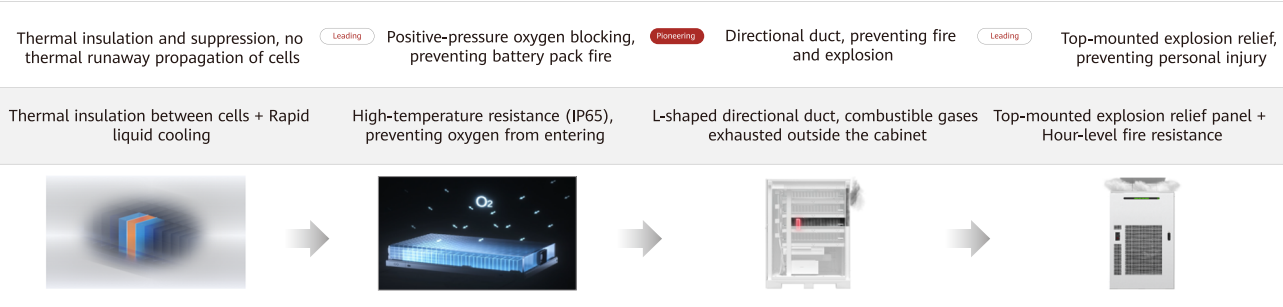 Thermal insulation and suppression, no
thermal runaway propagation of cells
Leading
Positive-pressure oxygen blocking,
preventing battery pack fire
Pioneering
Directional duct, preventing fire
and explosion
Leading
Top-mounted explosion relief,
preventing personal injury
Thermal insulation between cells + Rapid
liquid cooling
High-temperature resistance (IP65),
preventing oxygen from entering
L-shaped directional duct, combustible gases
exhausted outside the cabinet
Top-mounted explosion relief panel +
Hour-level fire resistance
O₂